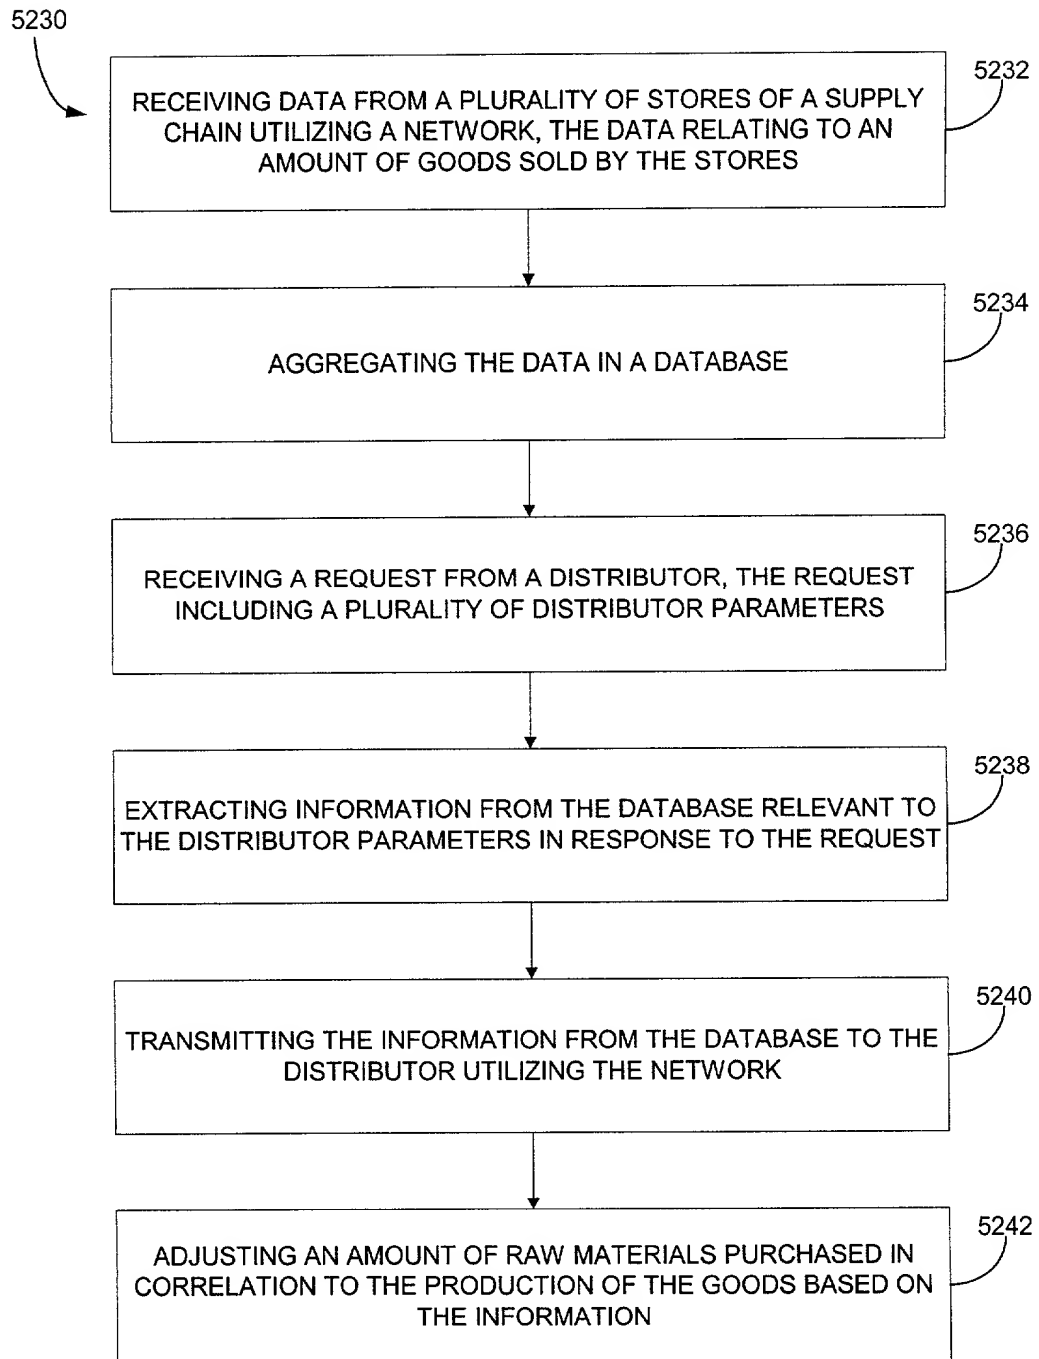 5230
5232
RECEIVING DATA FROM A PLURALITY OF STORES OF A SUPPLY
CHAIN UTILIZING A NETWORK, THE DATA RELATING TO AN
AMOUNT OF GOODS SOLD BY THE STORES
5234
AGGREGATING THE DATA IN A DATABASE
5236
RECEIVING A REQUEST FROM A DISTRIBUTOR, THE REQUEST
INCLUDING A PLURALITY OF DISTRIBUTOR PARAMETERS
5238
EXTRACTING INFORMATION FROM THE DATABASE RELEVANT TO
THE DISTRIBUTOR PARAMETERS IN RESPONSE TO THE REQUEST
5240
TRANSMITTING THE INFORMATION FROM THE DATABASE TO THE
DISTRIBUTOR UTILIZING THE NETWORK
5242
ADJUSTING AN AMOUNT OF RAW MATERIALS PURCHASED IN
CORRELATION TO THE PRODUCTION OF THE GOODS BASED ON
THE INFORMATION